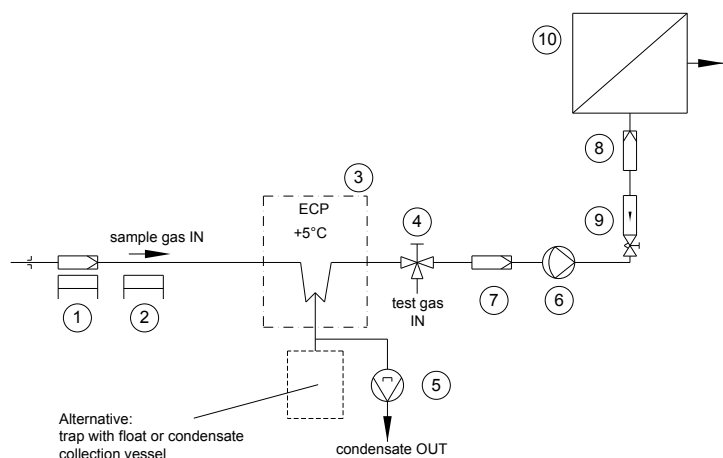 10
8
3
ECP
+5°C
4
9
sample gas IN
1
2
test gas
IN
7
6
5
Alternative:
trap with float or condensate
collection vessel
condensate OUT